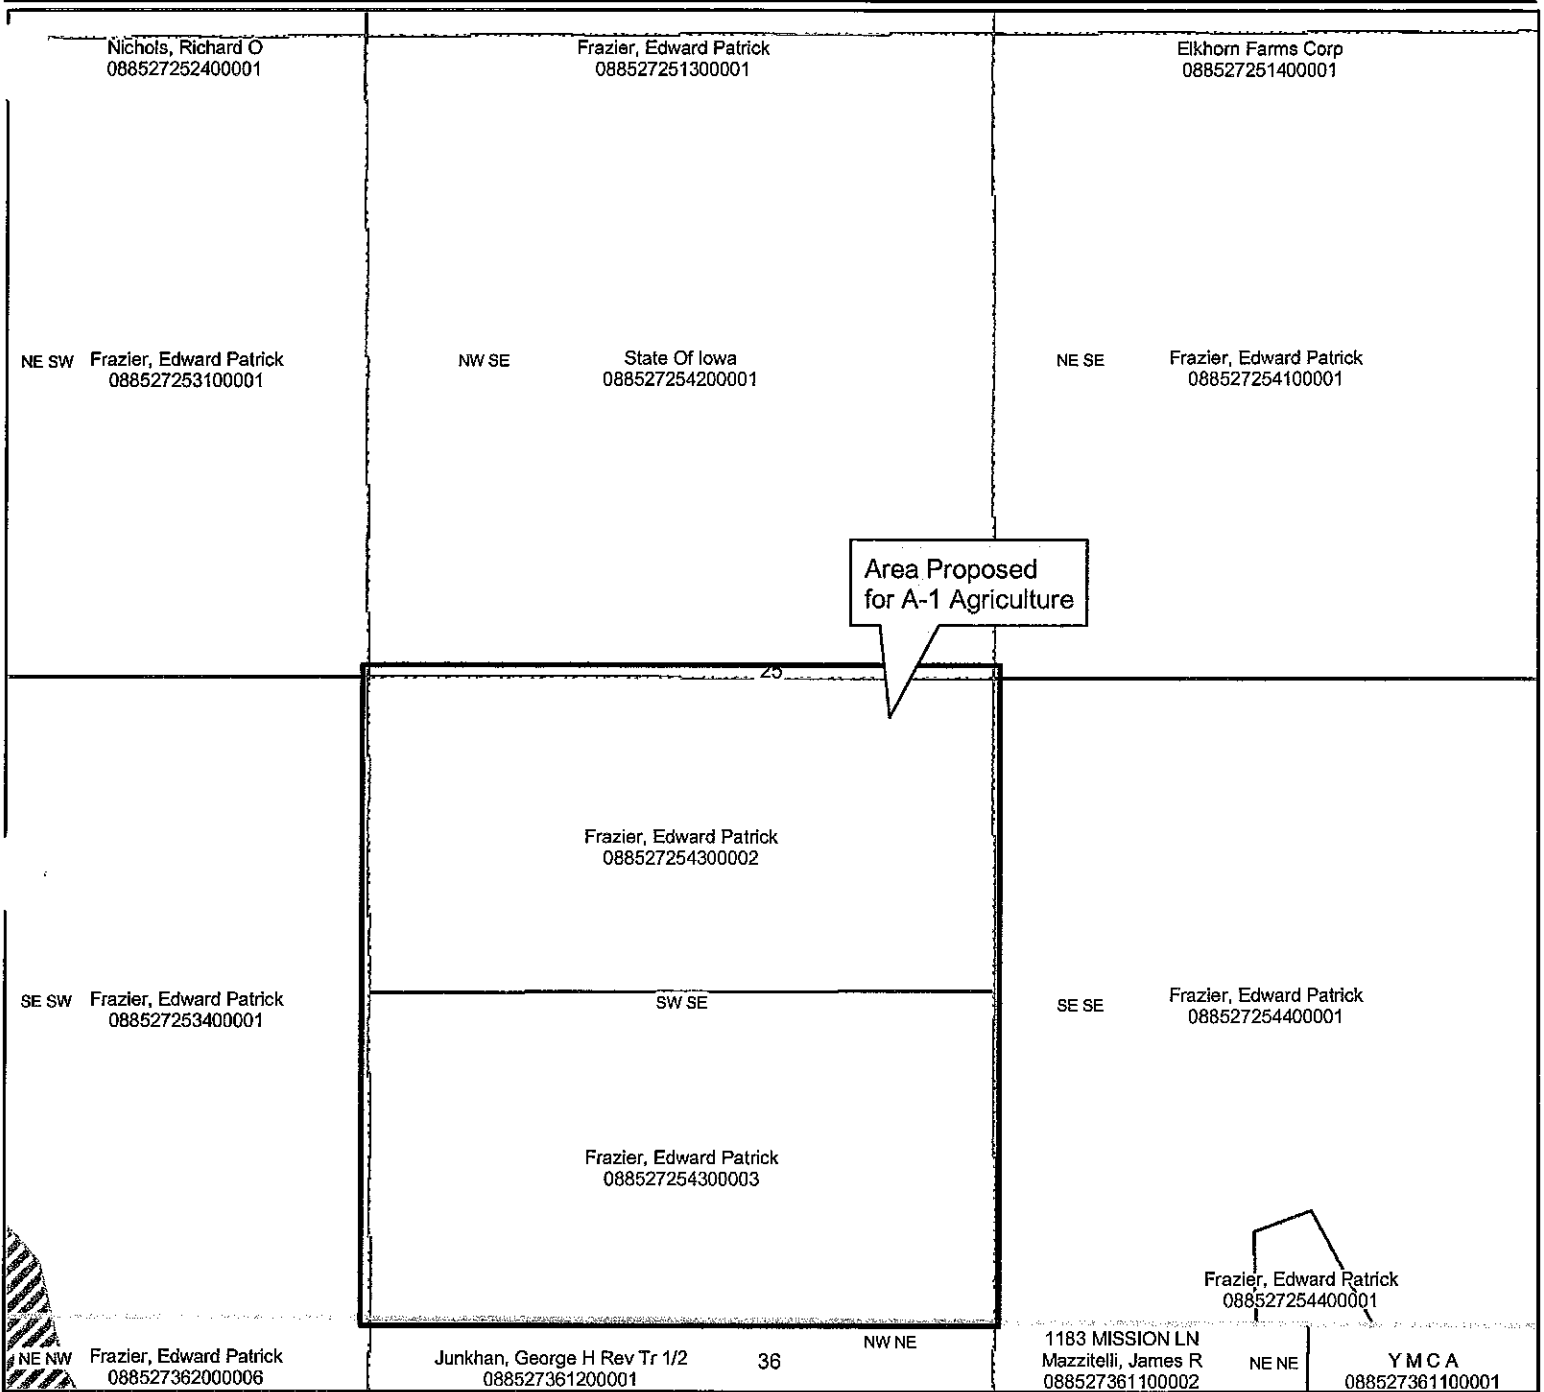 Nichols, Richard O
088527252400001
Frazier, Edward Patrick
088527251300001
Elkhorn Farms Corp
088527251400001
NE SW
Frazier, Edward Patrick
088527253100001
NW SE
State Of Iowa
088527254200001
NE SE
Frazier, Edward Patrick
088527254100001
Area Proposed
for A-1 Agriculture
25
Frazier, Edward Patrick
088527254300002
SE SW
Frazier, Edward Patrick
088527253400001
SW SE
SE SE
Frazier, Edward Patrick
088527254400001
Frazier, Edward Patrick
088527254300003
Frazier, Edward Patrick
088527254400001
NE NW
Frazier, Edward Patrick
088527362000006
Junkhan, George H Rev Tr 1/2
088527361200001
36
NW NE
1183 MISSION LN
Mazzitelli, James R
088527361100002
NE NE
Y M C A
088527361100001